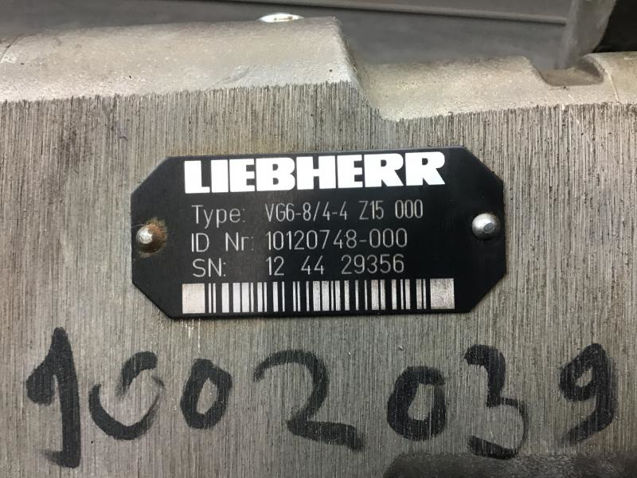 LIEBHERR
Type: VG6-8/4-4 Z15 000
ID Nr: 10120748-000
SN: 12 44 29356
1002039